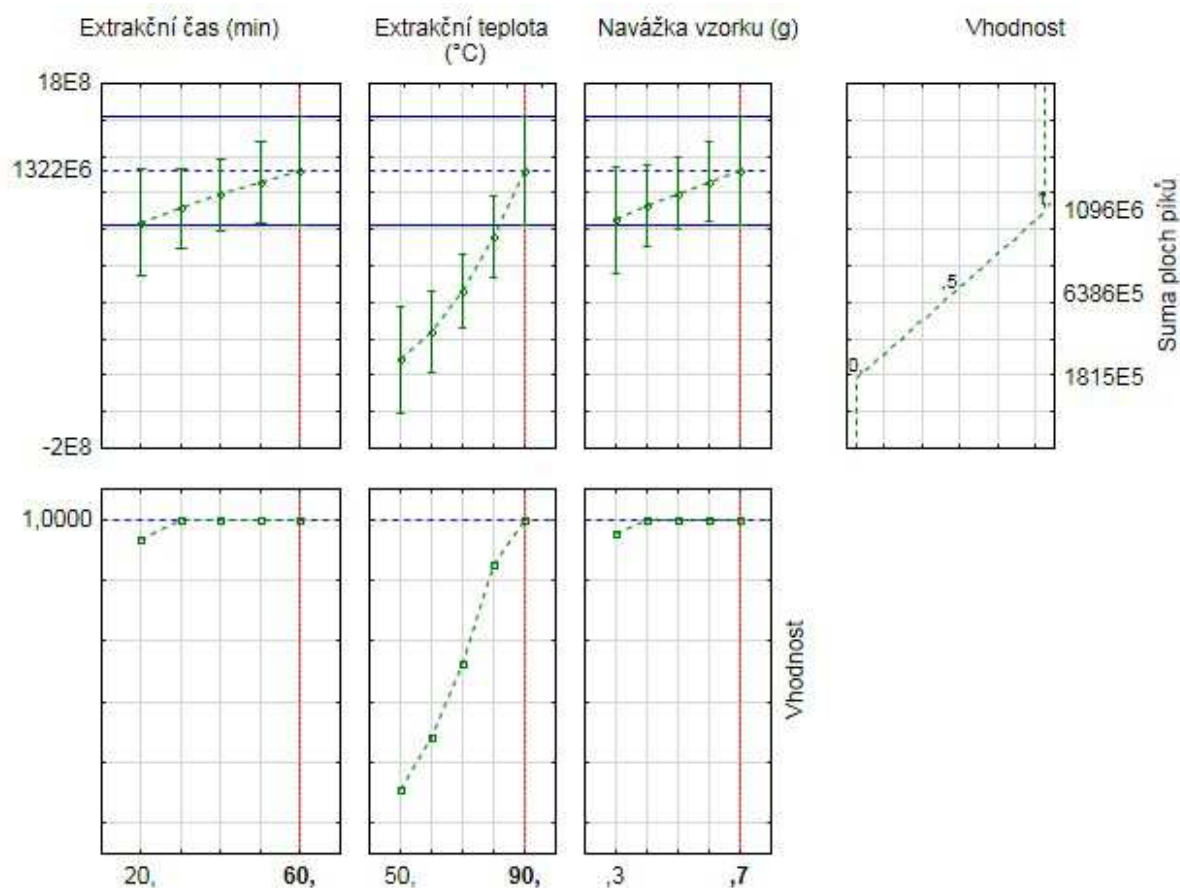 Extrakční čas (min)
Extrakční teplota
(°C)
Navážka vzorku (g)
Vhodnost
18E8
1322E6
-2E8
1
,5
0
1096E6
6386E5
1815E5
Suma ploch píků
1,0000
Vhodnost
20,
60,
50,
90,
,3
,7